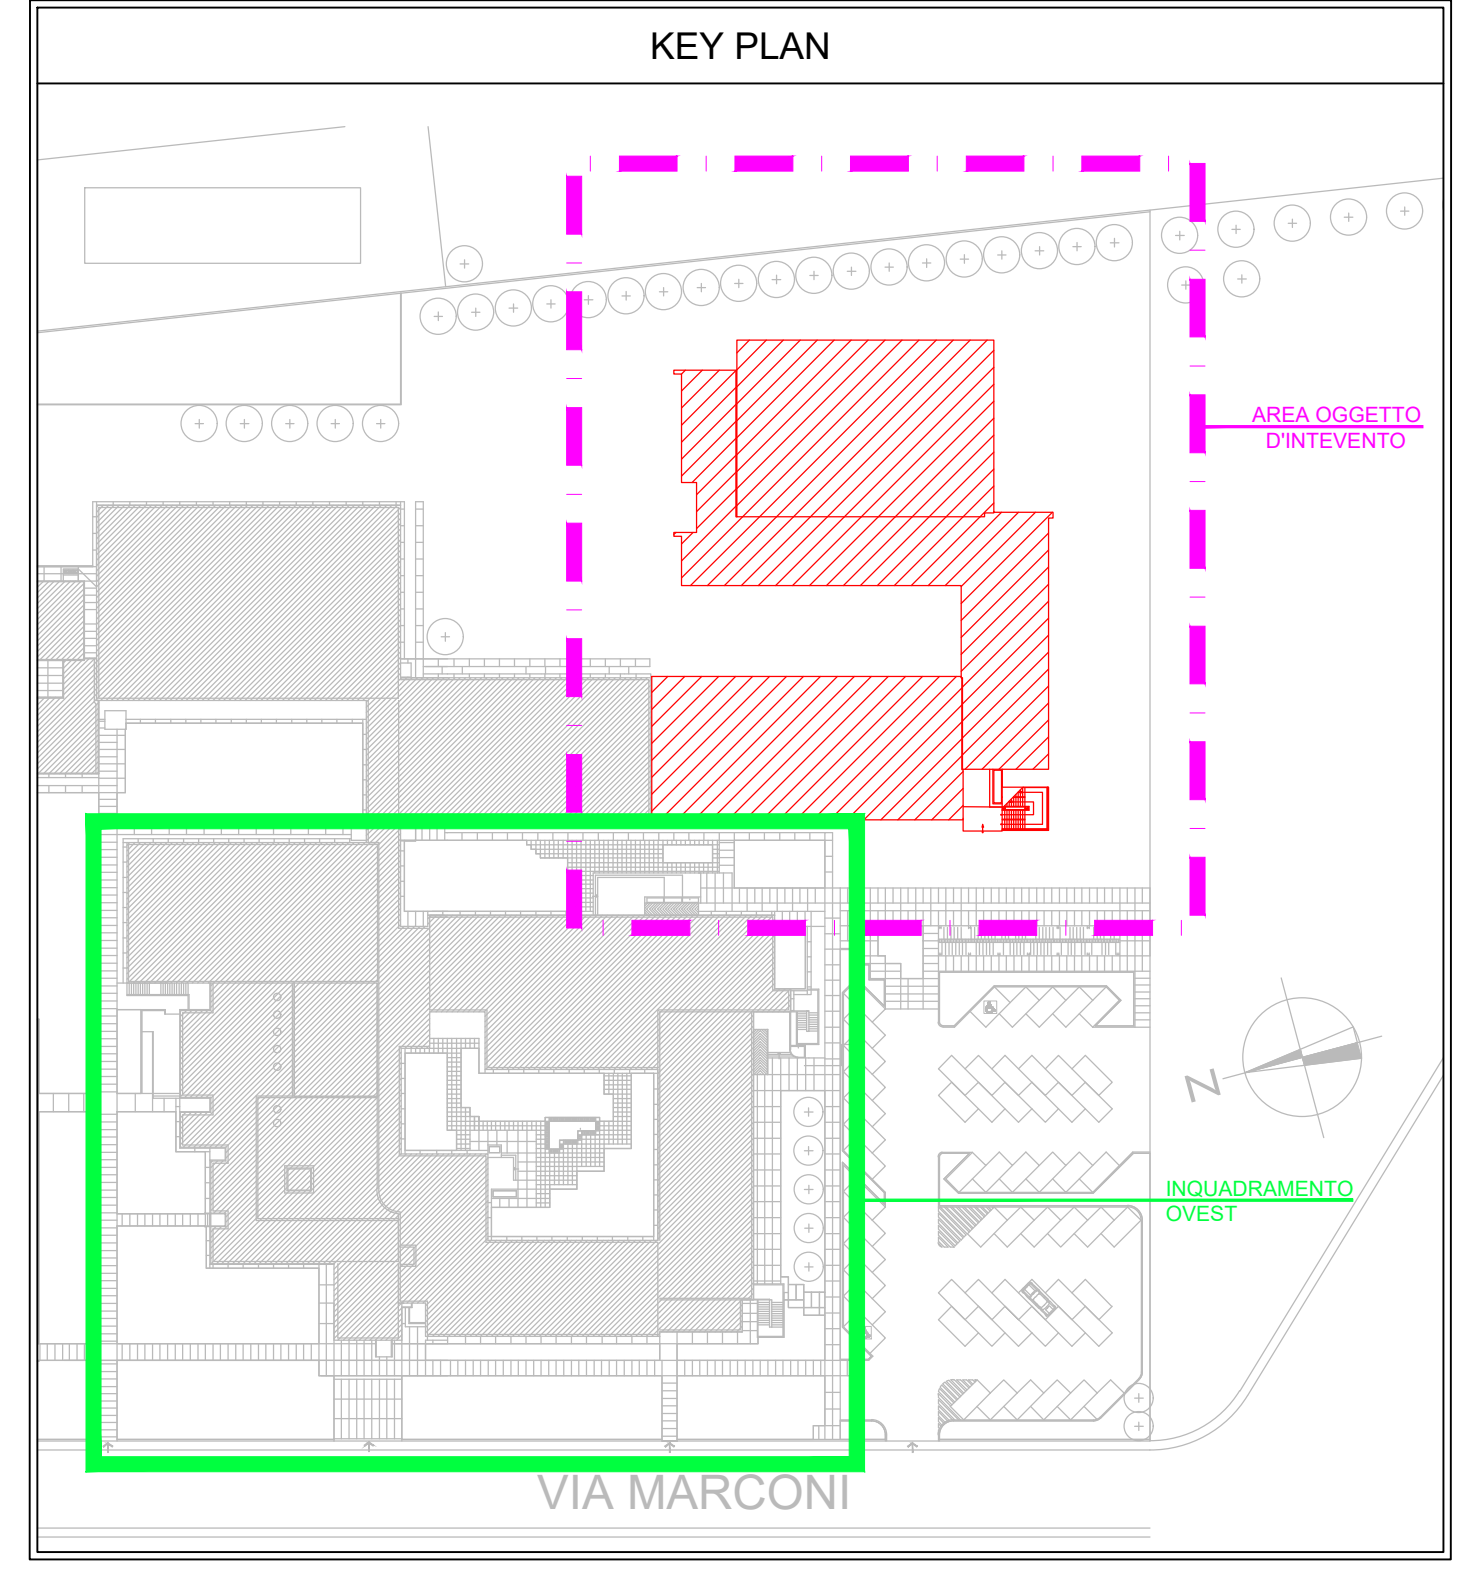 KEY PLAN
AREA OGGETTO
D'INTEVENTO
N
INQUADRAMENTO
OVEST
VIA MARCONI